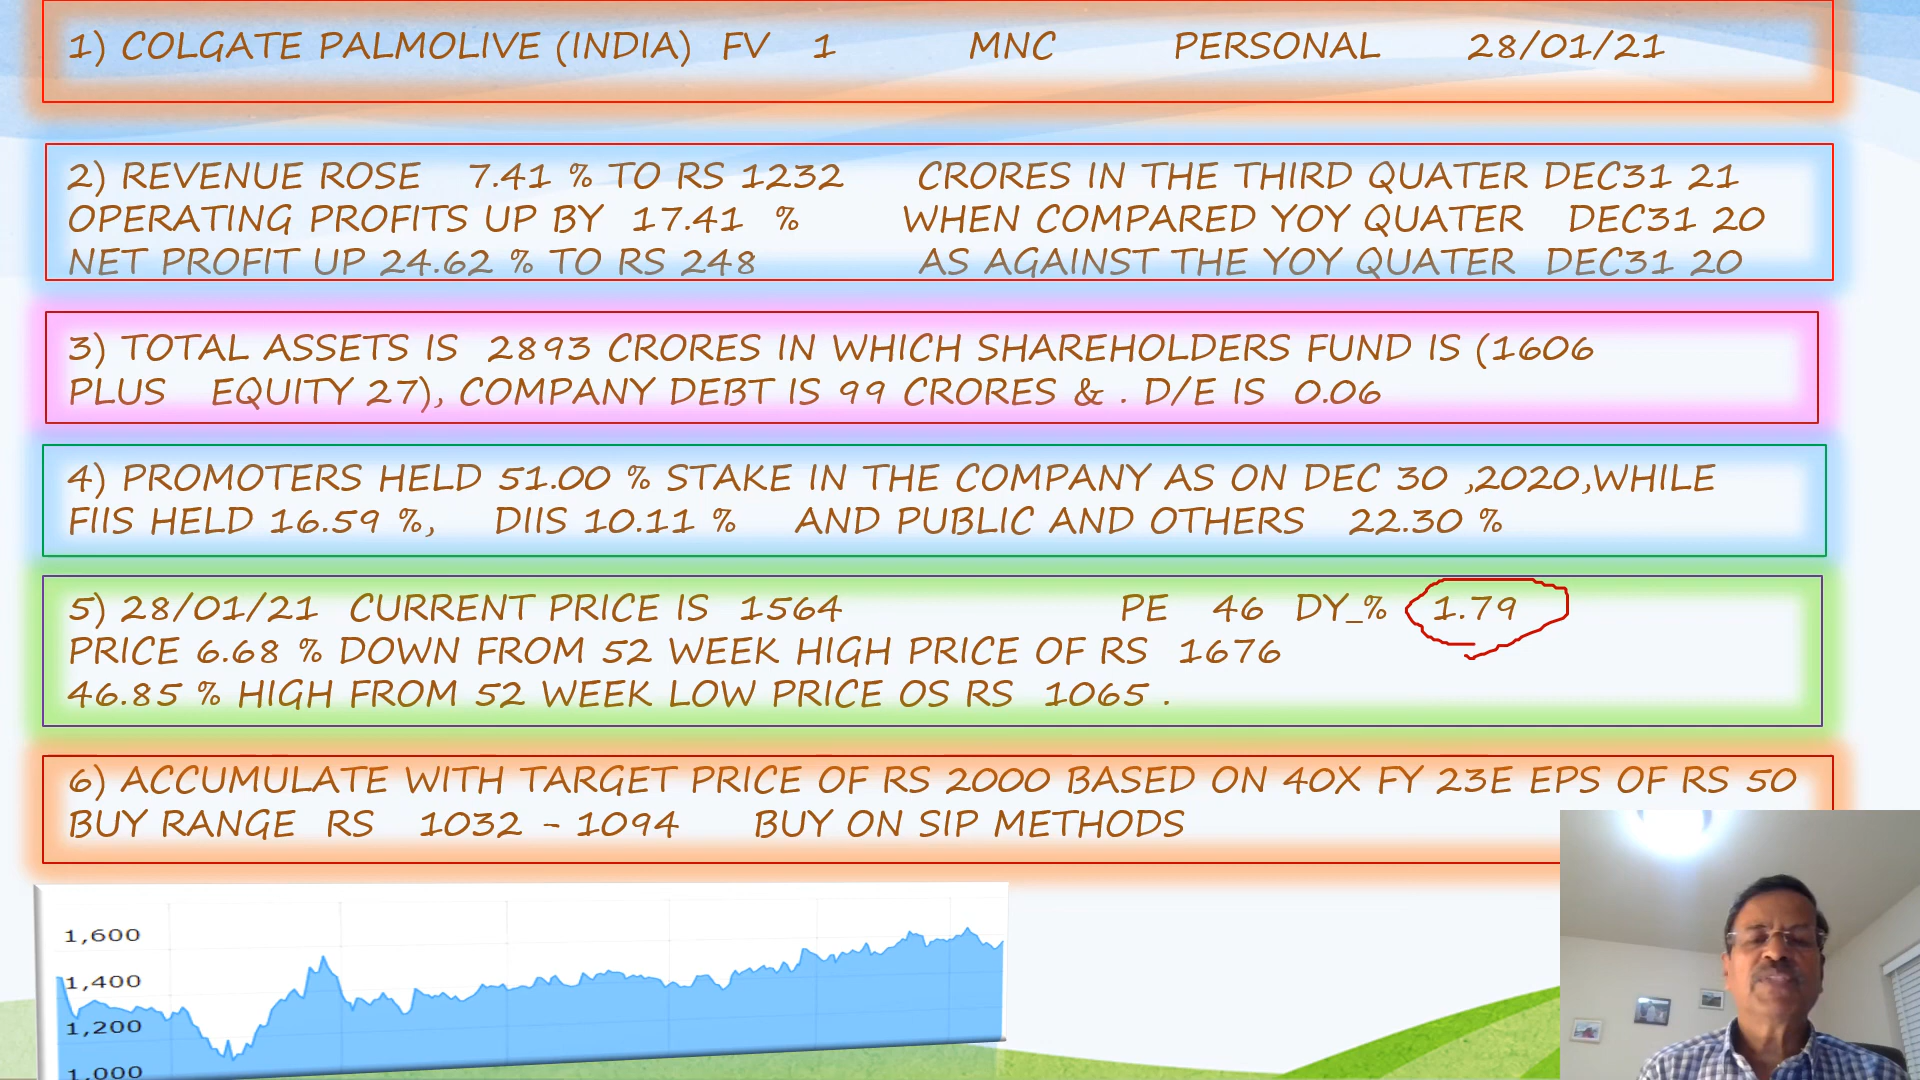 1) COLGATE PALMOLIVE (INDIA) FV 1 MNC PERSONAL 28/01/21
2) REVENUE ROSE 7.41 % TO RS 1232 CRORES IN THE THIRD QUATER DEC31 21
OPERATING PROFITS UP BY 17.41 % WHEN COMPARED YOY QUATER DEC31 20
NET PROFIT UP 24.62 % TO RS 248 AS AGAINST THE YOY QUATER DEC31 20
3) TOTAL ASSETS IS 2893 CRORES IN WHICH SHAREHOLDERS FUND IS (1606
PLUS EQUITY 27), COMPANY DEBT IS 99 CRORES & . D/E IS 0.06
4) PROMOTERS HELD 51.00 % STAKE IN THE COMPANY AS ON DEC 30 ,2020,WHILE
FIIS HELD 16.59 %, DIIS 10.11 % AND PUBLIC AND OTHERS 22.30 %
5) 28/01/21 CURRENT PRICE IS 1564 PE 46 DY_% 1.79
PRICE 6.68 % DOWN FROM 52 WEEK HIGH PRICE OF RS 1676
46.85 % HIGH FROM 52 WEEK LOW PRICE OS RS 1065 .
6) ACCUMULATE WITH TARGET PRICE OF RS 2000 BASED ON 40X FY 23E EPS OF RS 50
BUY RANGE RS 1032 - 1094 BUY ON SIP METHODS
1,600
1,400
1,200
1,000